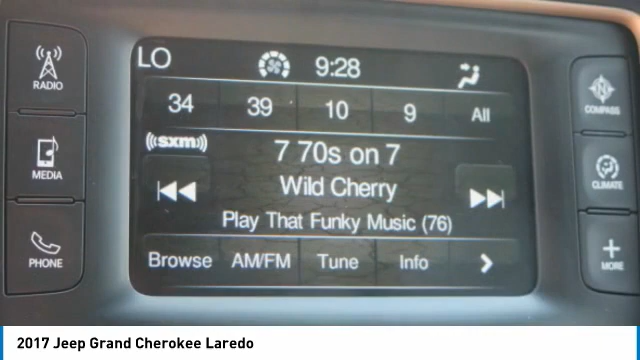 LO 9:28
RADIO
34 39 10 9 All
COMPASS
((sxm))
7 70s on 7
MEDIA
Wild Cherry
CLIMATE
Play That Funky Music (76)
PHONE
Browse AM/FM Tune Info
MORE
2017 Jeep Grand Cherokee Laredo